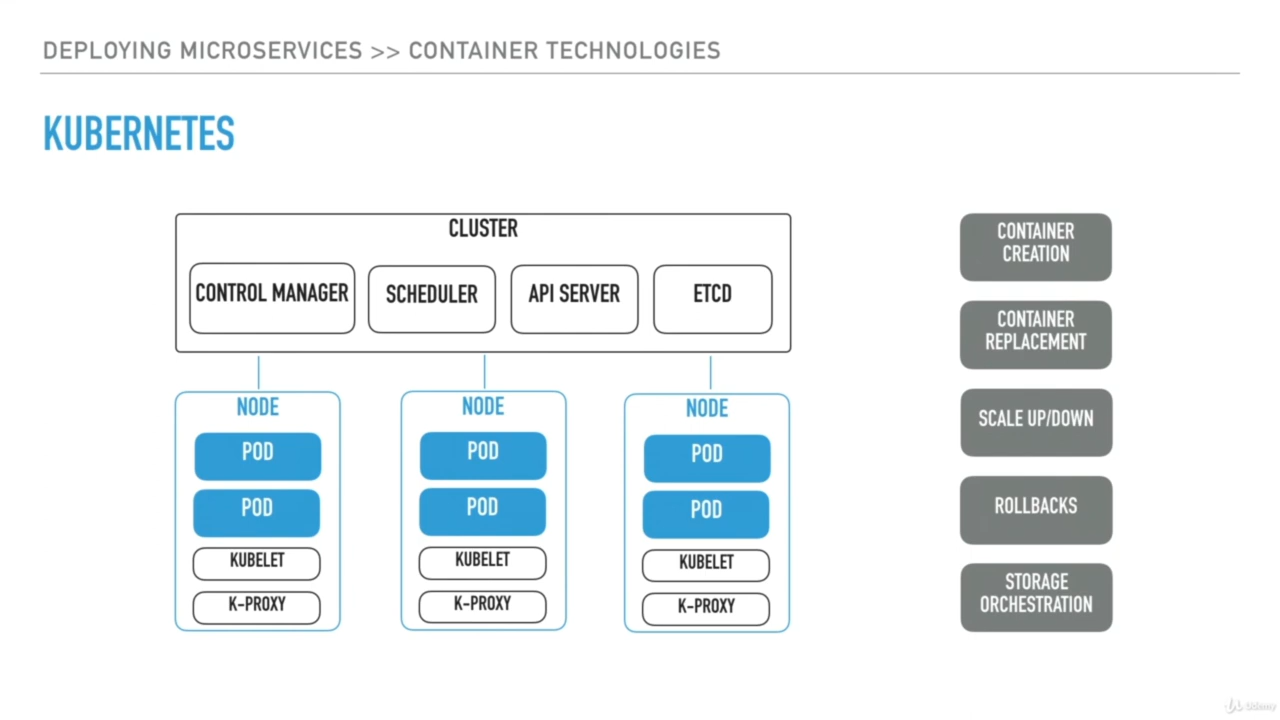 DEPLOYING MICROSERVICES >> CONTAINER TECHNOLOGIES
KUBERNETES
CLUSTER
CONTROL MANAGER
SCHEDULER
API SERVER
ETCD
NODE
POD
POD
KUBELET
K-PROXY
NODE
POD
POD
KUBELET
K-PROXY
NODE
POD
POD
KUBELET
K-PROXY
CONTAINER
CREATION
CONTAINER
REPLACEMENT
SCALE UP/DOWN
ROLLBACKS
STORAGE
ORCHESTRATION
Udemy